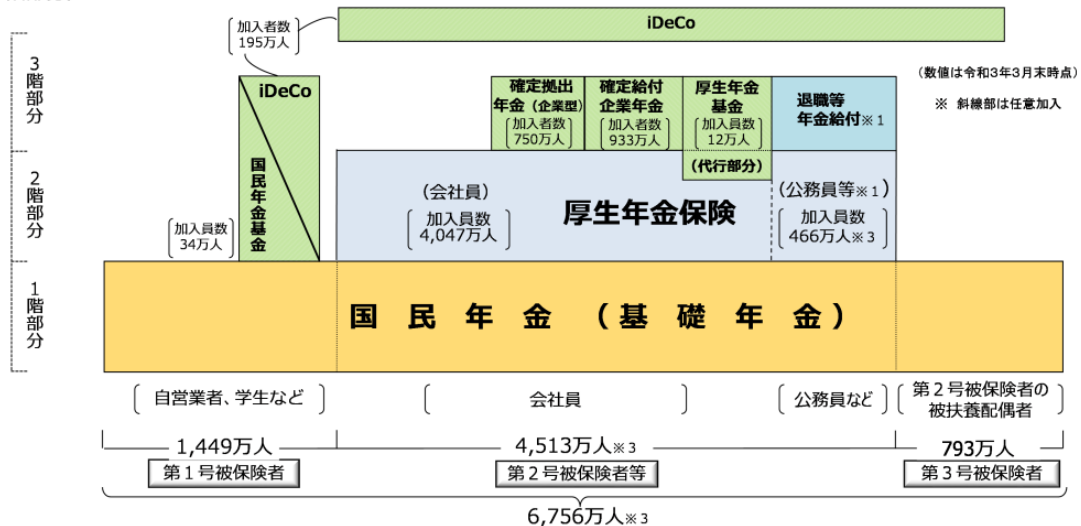 加入者数
195万人
iDeCo
3階部分
(数値は令和3年3月末時点)
※ 斜線部は任意加入
iDeCo
国民年金基金
確定拠出
年金(企業型)
加入者数
750万人
確定給付
企業年金
加入者数
933万人
厚生年金
基金
加入員数
12万人
(代行部分)
退職等
年金給付※1
2階部分
加入員数
34万人
(会社員)
加入員数
4,047万人
厚生年金保険
(公務員等※1)
加入員数
466万人※3
1階部分
国民年金(基礎年金)
自営業者、学生など
会社員
公務員など
第2号被保険者の
被扶養配偶者
1,449万人
4,513万人※3
793万人
第1号被保険者
第2号被保険者等
第3号被保険者
6,756万人※3